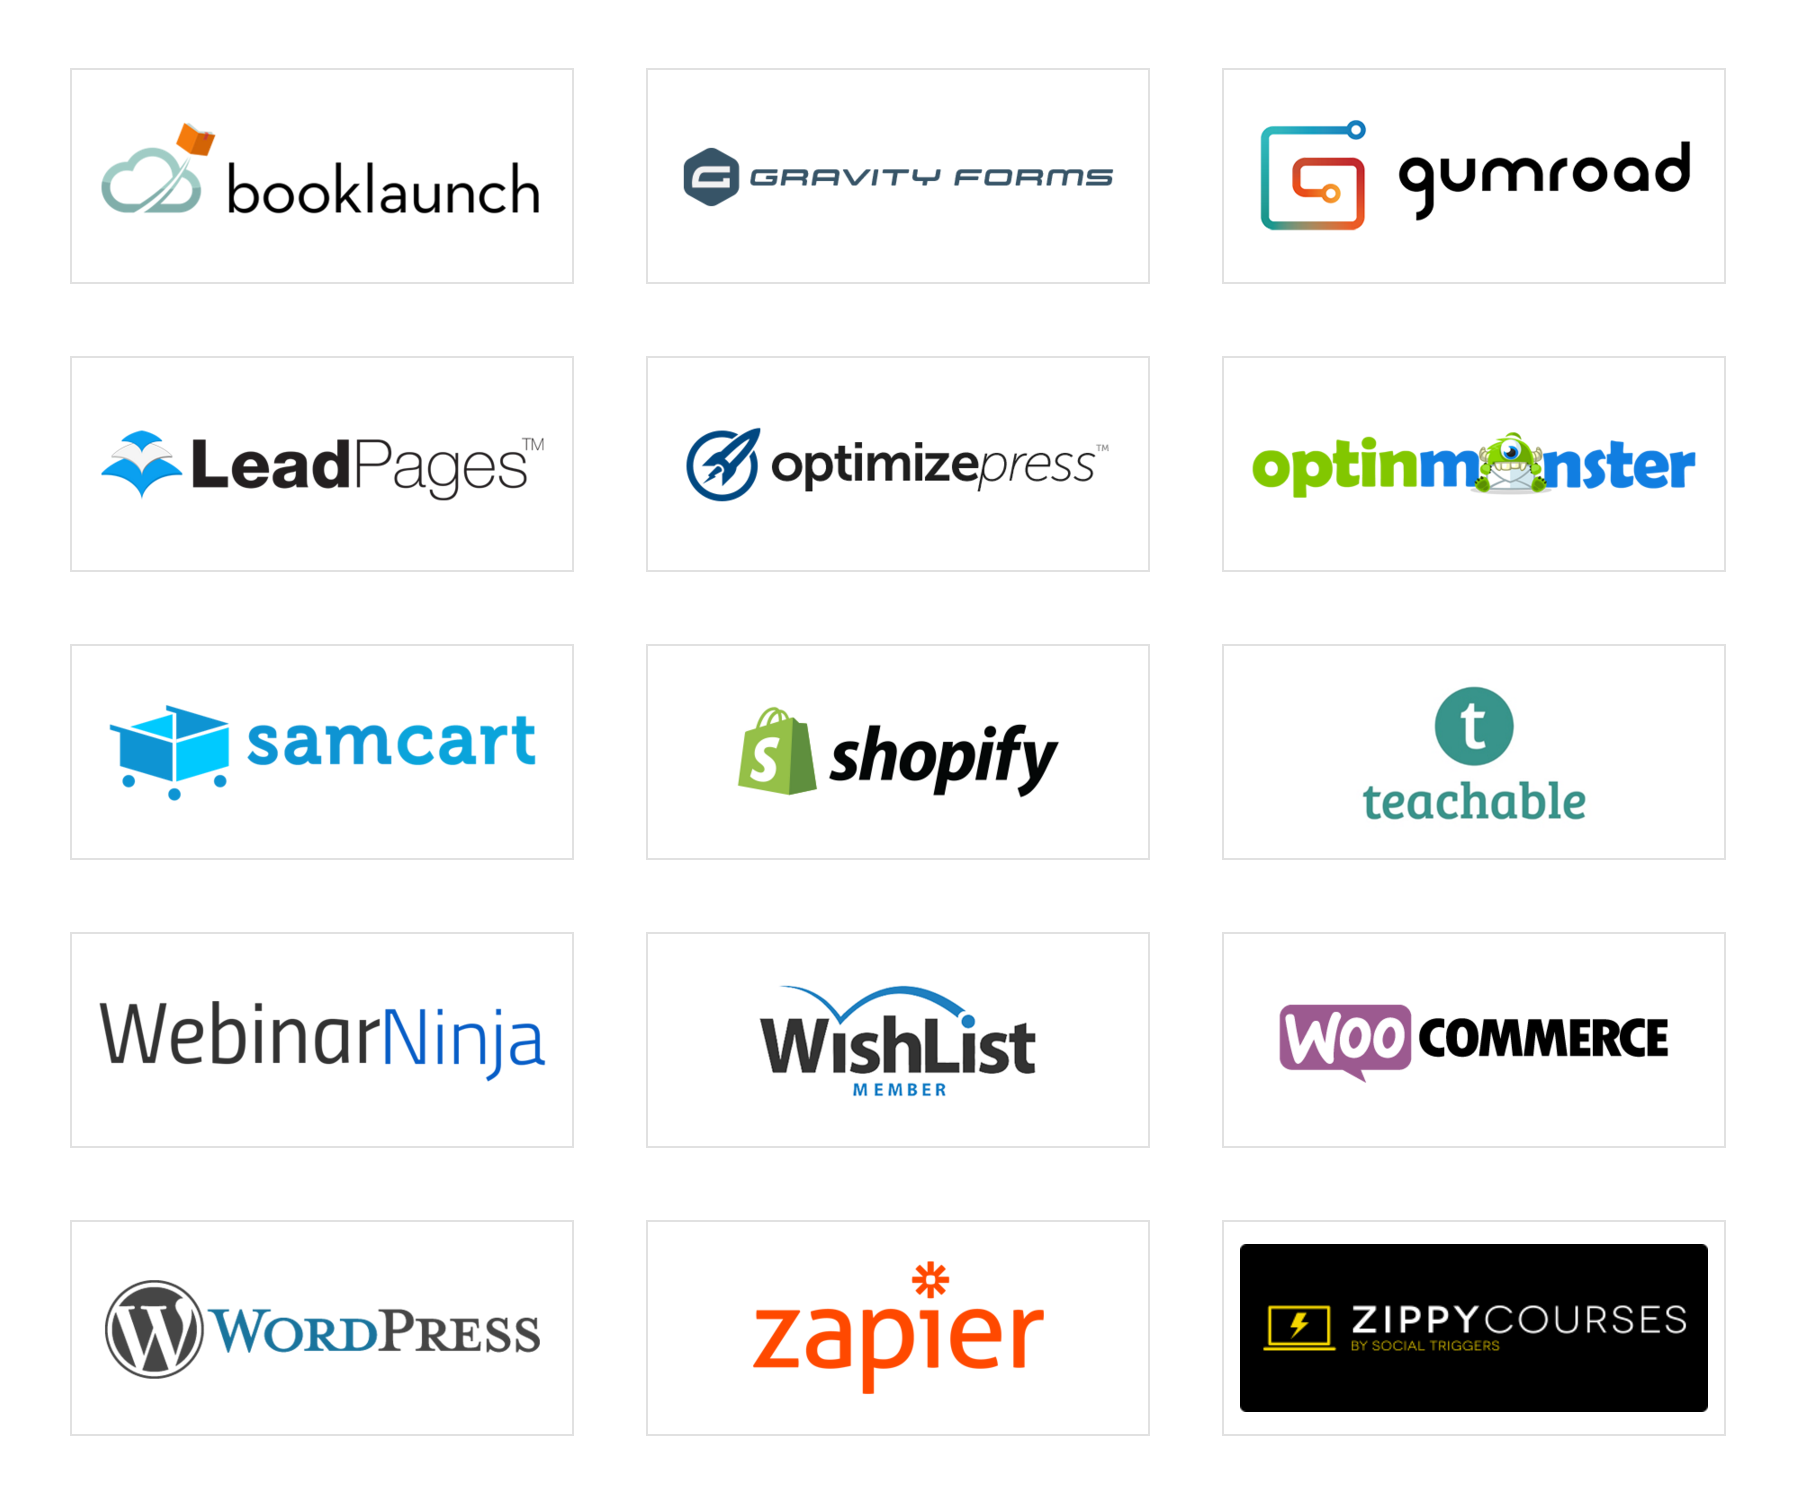 booklaunch
GRAVITY FORMS
gumroad
LeadPages™
optimizepress™
optinmonster
samcart
S shopify
t
teachable
WebinarNinja
WishList
MEMBER
WOO COMMERCE
W WORDPRESS
zapier
ZIPPYCOURSES
BY SOCIAL TRIGGERS